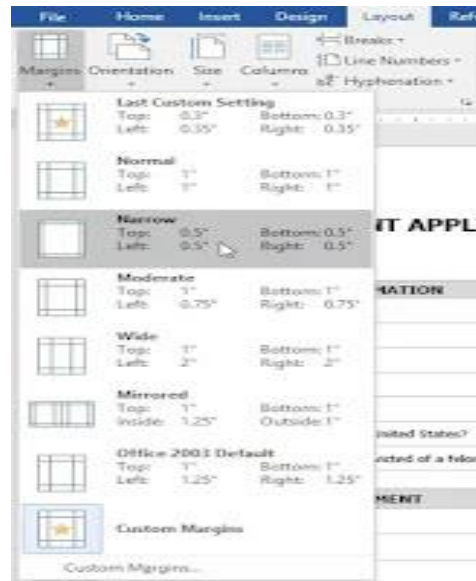 File Home Insert Design Layout Ref
Breaks
Line Numbers
Margins Orientation Size Columns Hyphenation
Last Custom Setting
Top: 0.3" Bottom: 0.3"
Left: 0.35" Right: 0.35"
Normal
Top: 1" Bottom: 1"
Left: 1" Right: 1"
Narrow
Top: 0.5" Bottom: 0.5"
Left: 0.5" Right: 0.5"
IT APPL
Moderate
Top: 1" Bottom: 1"
Left: 0.75" Right: 0.75"
MATION
Wide
Top: 1" Bottom: 1"
Left: 2" Right: 2"
Mirrored
Top: 1" Bottom: 1"
Inside: 1.25" Outside: 1"
United States?
Office 2003 Default
Top: 1" Bottom: 1"
Left: 1.25" Right: 1.25"
victed of a felon
MENT
Custom Margins
Custom Margins...